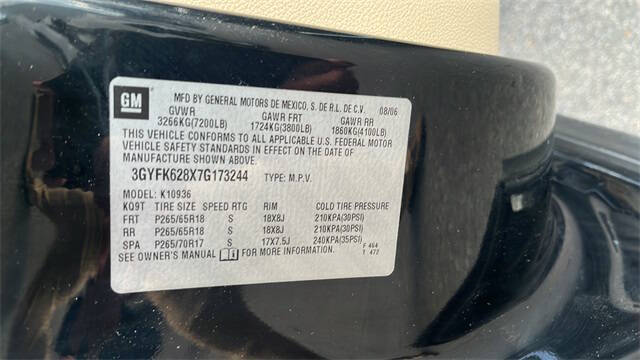 GM MFD BY GENERAL MOTORS DE MEXICO, S. DE R.L. DE C.V. 08/06
GVWR GAWR FRT GAWR RR
3266KG(7200LB) 1724KG(3800LB) 1860KG(4100LB)
THIS VEHICLE CONFORMS TO ALL APPLICABLE U.S. FEDERAL MOTOR
VEHICLE SAFETY STANDARDS IN EFFECT ON THE DATE OF
MANUFACTURE SHOWN ABOVE.
3GYFK628X7G173244 TYPE: M.P.V.
MODEL: K10936
KQ9T TIRE SIZE SPEED RTG RIM COLD TIRE PRESSURE
FRT P265/65R18 S 18X8J 210KPA(30PSI)
RR P265/65R18 S 18X8J 210KPA(30PSI)
SPA P265/70R17 S 17X7.5J 240KPA(35PSI)
SEE OWNER'S MANUAL i FOR MORE INFORMATION.
F 464
T 472